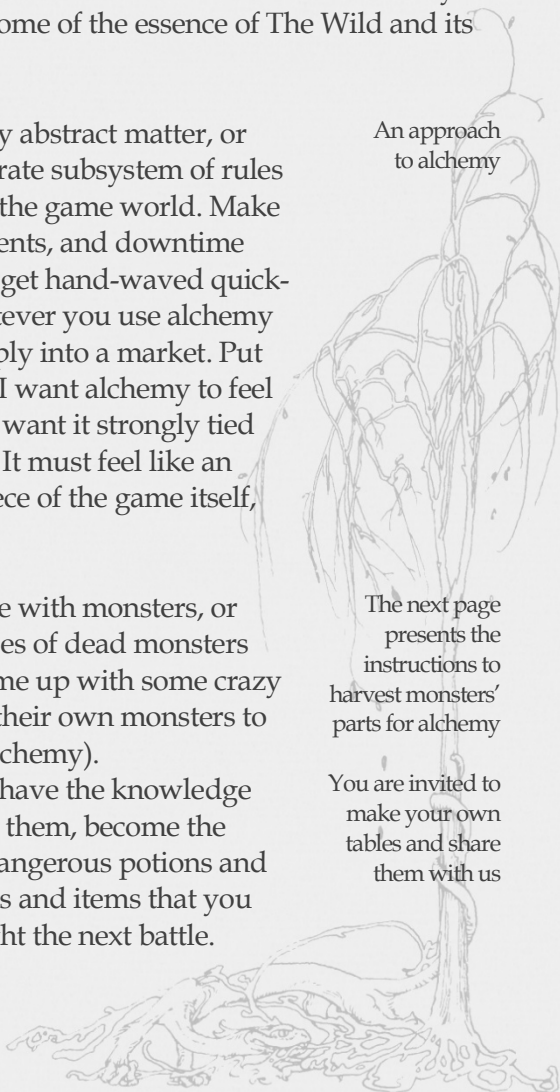 ome of the essence of The Wild and its
y abstract matter, or
rate subsystem of rules
the game world. Make
ents, and downtime
get hand-waved quick-
tever you use alchemy
ply into a market. Put
I want alchemy to feel
want it strongly tied
It must feel like an
ece of the game itself,
An approach
to alchemy
e with monsters, or
es of dead monsters
me up with some crazy
their own monsters to
lchemy).
have the knowledge
them, become the
angerous potions and
s and items that you
ht the next battle.
The next page
presents the
instructions to
harvest monsters’
parts for alchemy
You are invited to
make your own
tables and share
them with us